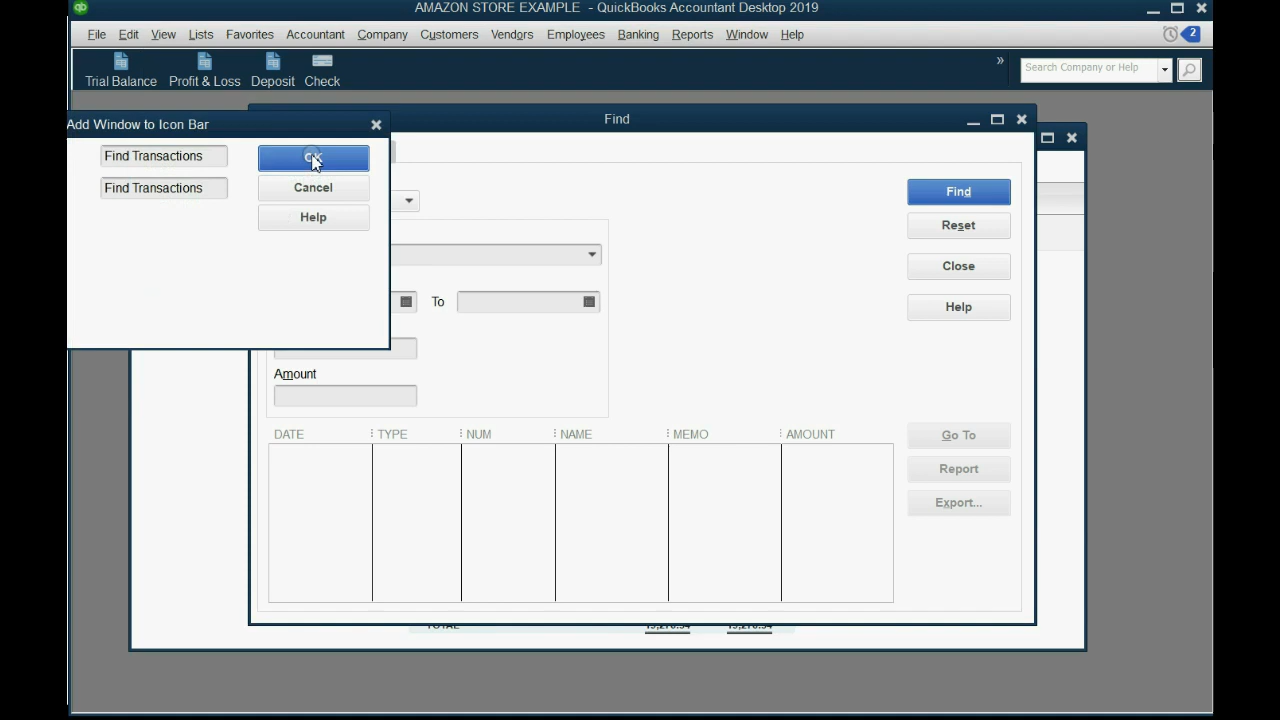 AMAZON STORE EXAMPLE - QuickBooks Accountant Desktop 2019
File Edit View Lists Favorites Accountant Company Customers Vendors Employees Banking Reports Window Help
2
Trial Balance Profit & Loss Deposit Check
» Search Company or Help
Add Window to Icon Bar
Find
Find Transactions
OK
Find Transactions
Cancel
Help
Find
Reset
Close
To
Help
Amount
DATE TYPE NUM NAME MEMO AMOUNT
Go To
Report
Export...
TOTAL